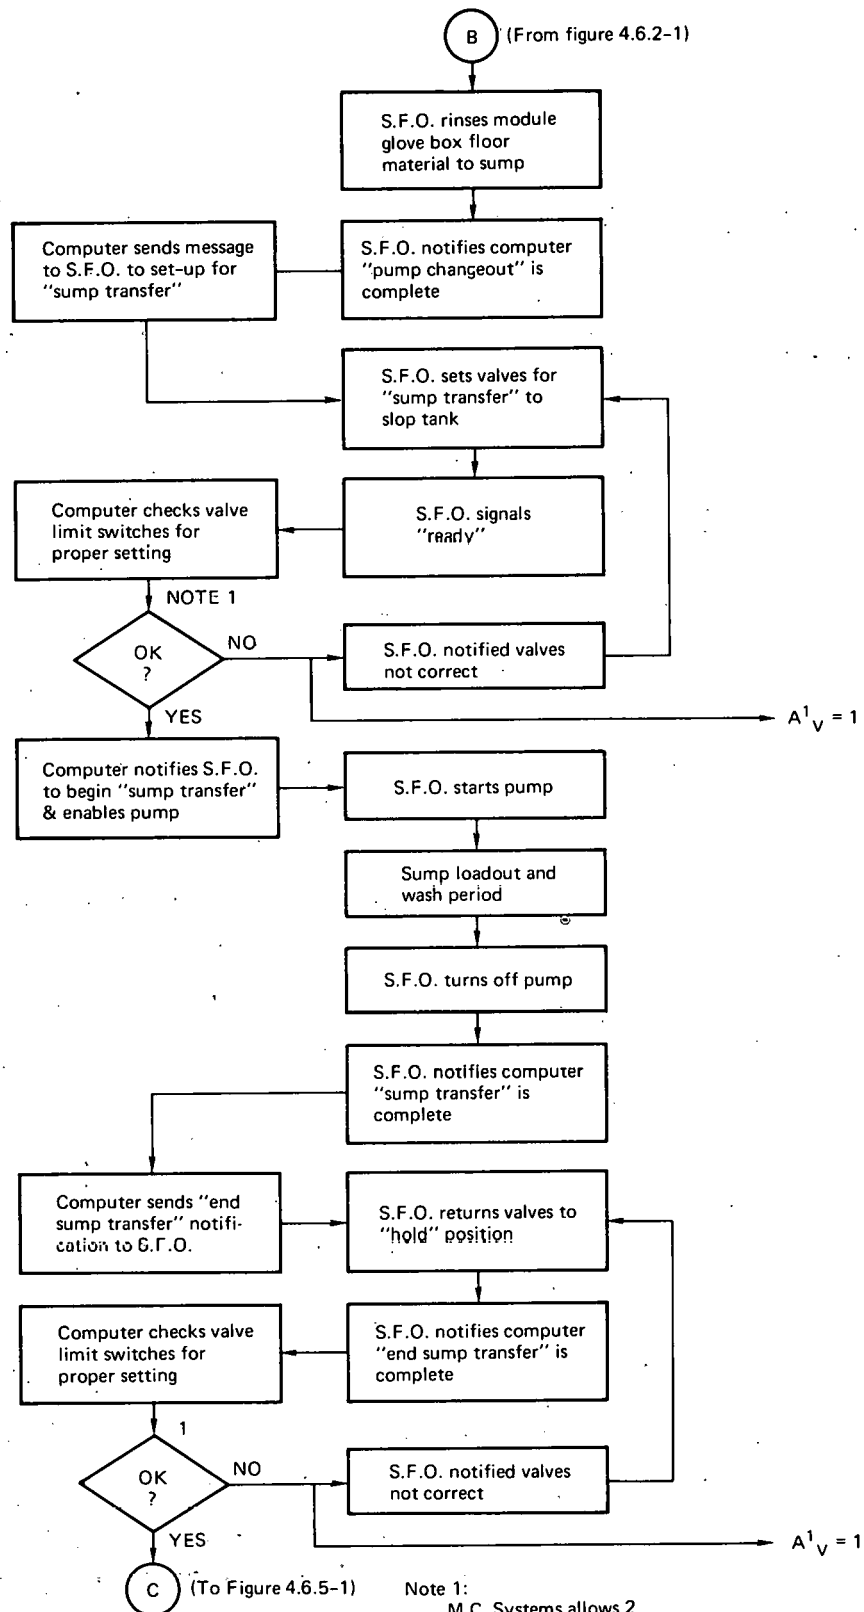 B (From figure 4.6.2-1)
S.F.O. rinses module
glove box floor
material to sump
S.F.O. notifies computer
"pump changeout" is
complete
Computer sends message
to S.F.O. to set-up for
"sump transfer"
S.F.O. sets valves for
"sump transfer" to
slop tank
S.F.O. signals
"ready"
Computer checks valve
limit switches for
proper setting
NOTE 1
OK
?
NO
S.F.O. notified valves
not correct
A¹V = 1
YES
Computer notifies S.F.O.
to begin "sump transfer"
& enables pump
S.F.O. starts pump
Sump loadout and
wash period
S.F.O. turns off pump
S.F.O. notifies computer
"sump transfer" is
complete
Computer sends "end
sump transfer" notifi-
cation to S.F.O.
S.F.O. returns valves to
"hold" position
S.F.O. notifies computer
"end sump transfer" is
complete
Computer checks valve
limit switches for
proper setting
1
OK
?
NO
S.F.O. notified valves
not correct
A¹V = 1
YES
C (To Figure 4.6.5-1)
Note 1:
M.C. Systems allows 2